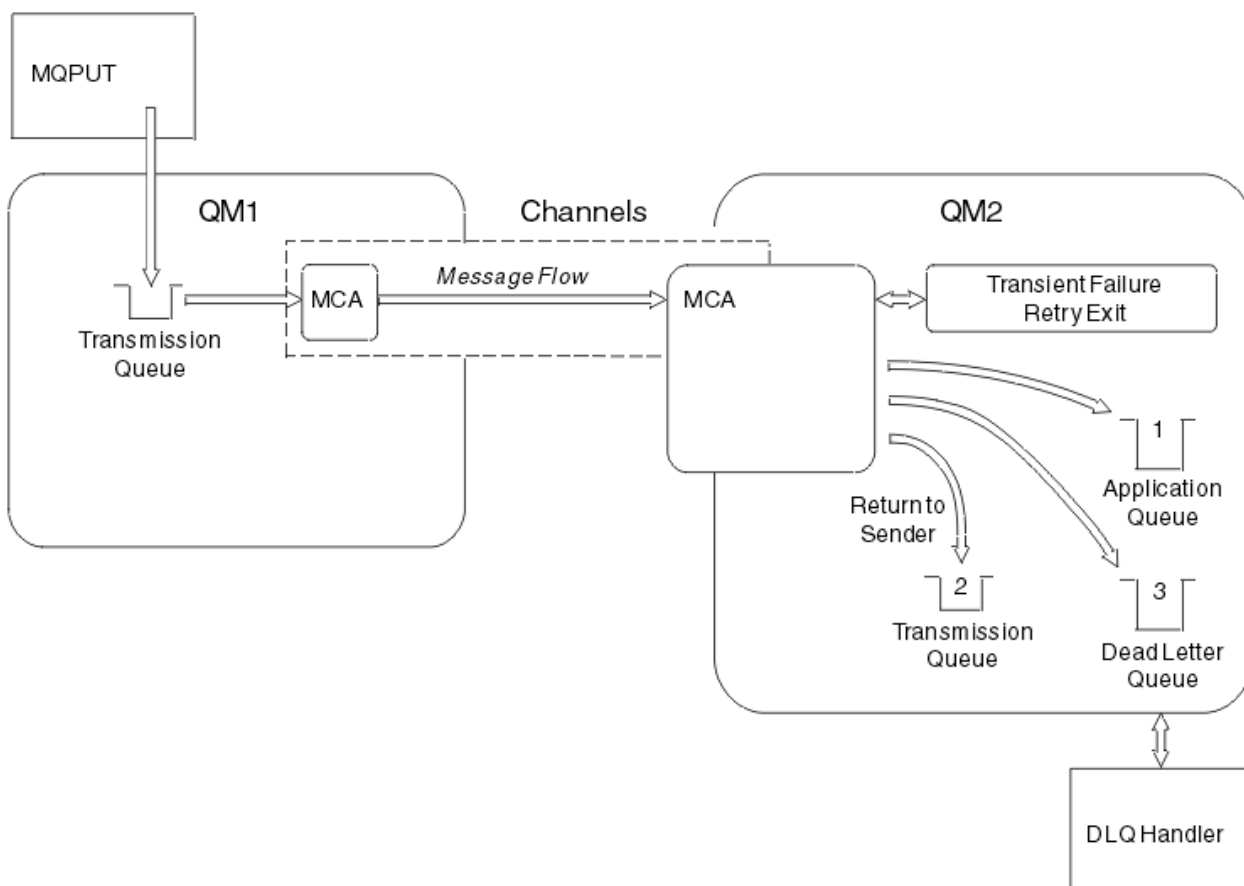 MQPUT
QM1
Channels
QM2
Message Flow
MCA
MCA
Transient Failure
Retry Exit
Transmission
Queue
1
Application
Queue
Return to
Sender
2
Transmission
Queue
3
Dead Letter
Queue
DLQ Handler